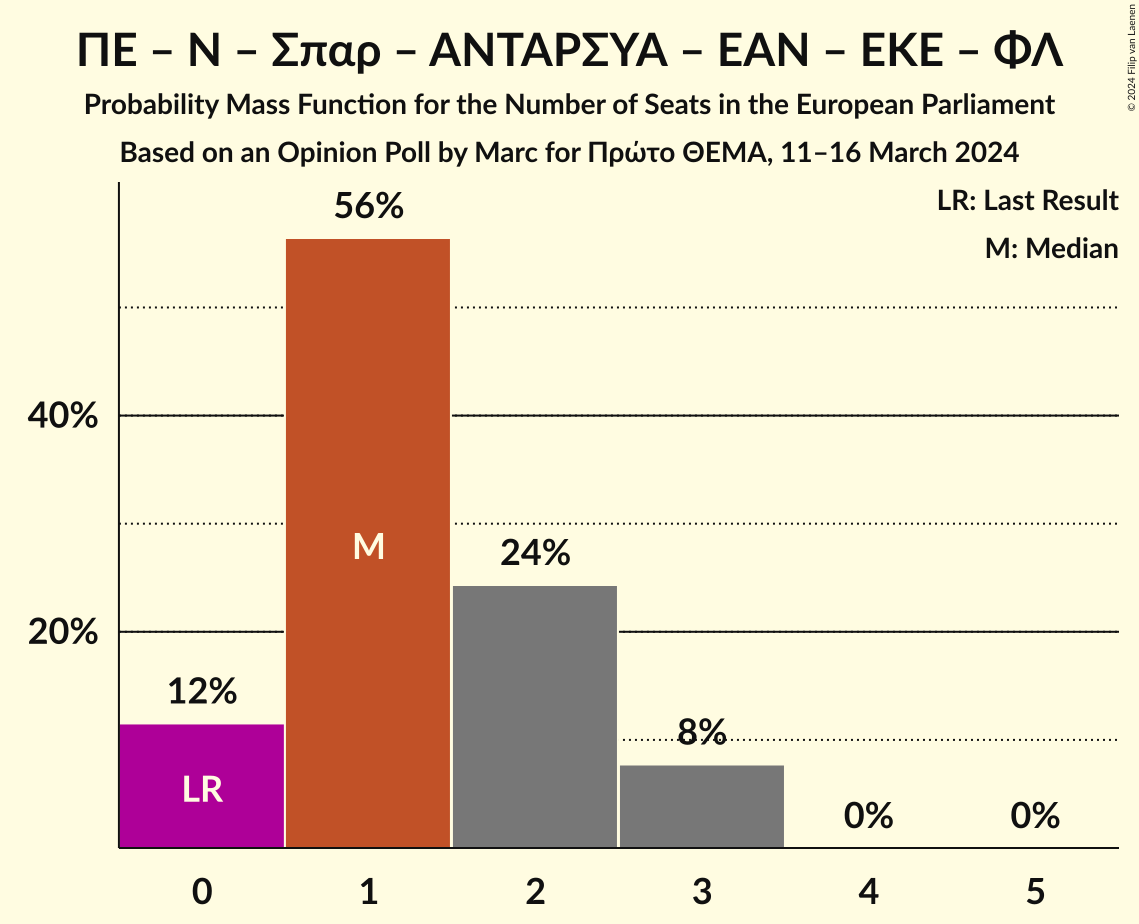 ΠΕ – Ν – Σπαρ – ΑΝΤΑΡΣΥΑ – ΕΑΝ – ΕΚΕ – ΦΛ
Probability Mass Function for the Number of Seats in the European Parliament
Based on an Opinion Poll by Marc for Πρώτο ΘΕΜΑ, 11–16 March 2024
© 2024 Filip van Laenen
LR: Last Result
M: Median
56%
40%
M
24%
20%
12%
8%
LR
0%
0%
0
1
2
3
4
5